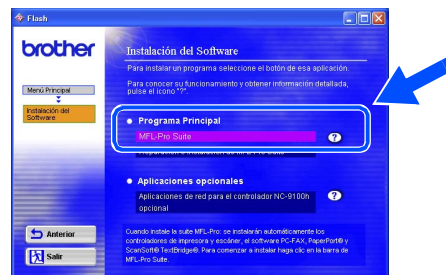 Flash
brother
Instalación del Software
Para instalar un programa seleccione el botón de esa aplicación.
Para conocer su funcionamiento y obtener información detallada,
pulse el icono "?".
Menú Principal
Instalación del
Software
Programa Principal
MFL-Pro Suite
?
Aplicaciones opcionales
Aplicaciones de red para el controlador NC-9100h
opcional
?
Cuando instale la suite MFL-Pro: se instalarán automáticamente los
controladores de impresora y escáner, el software PC-FAX, PaperPort® y
ScanSoft® TextBridge®. Para comenzar a instalar haga clic en la barra de
MFL-Pro Suite.
Anterior
Salir